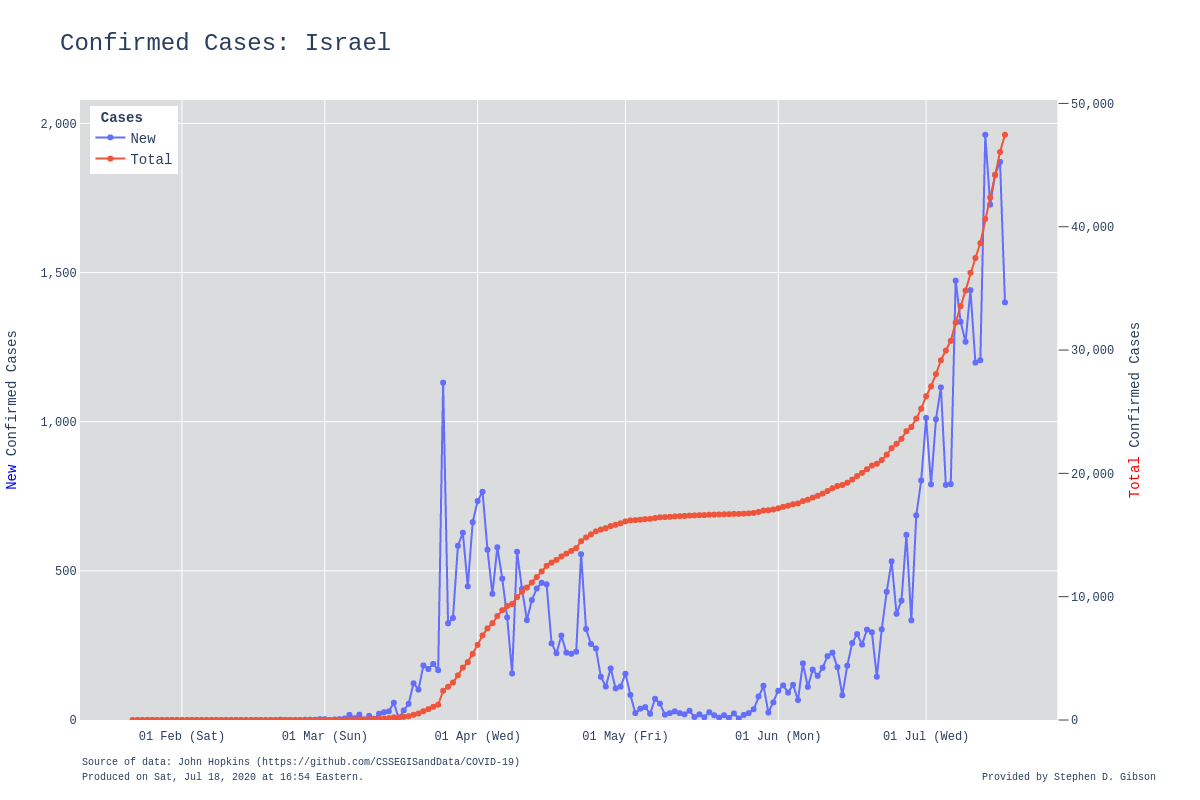 Confirmed Cases: Israel
Cases
New
Total
2,000
1,500
1,000
500
0
New Confirmed Cases
50,000
40,000
30,000
20,000
10,000
0
Total Confirmed Cases
01 Feb (Sat)
01 Mar (Sun)
01 Apr (Wed)
01 May (Fri)
01 Jun (Mon)
01 Jul (Wed)
Source of data: John Hopkins (https://github.com/CSSEGISandData/COVID-19)
Produced on Sat, Jul 18, 2020 at 16:54 Eastern.
Provided by Stephen D. Gibson